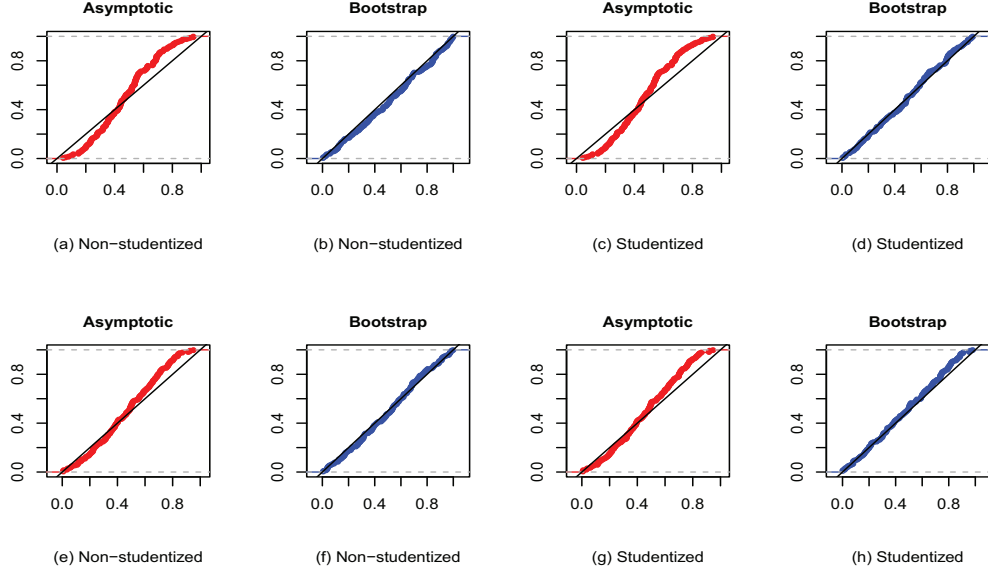 Asymptotic Bootstrap Asymptotic Bootstrap
0.0 0.4 0.8 0.0 0.4 0.8 0.0 0.4 0.8 0.0 0.4 0.8
0.0 0.4 0.8 0.0 0.4 0.8 0.0 0.4 0.8 0.0 0.4 0.8
(a) Non−studentized (b) Non−studentized (c) Studentized (d) Studentized
Asymptotic Bootstrap Asymptotic Bootstrap
0.0 0.4 0.8 0.0 0.4 0.8 0.0 0.4 0.8 0.0 0.4 0.8
0.0 0.4 0.8 0.0 0.4 0.8 0.0 0.4 0.8 0.0 0.4 0.8
(e) Non−studentized (f) Non−studentized (g) Studentized (h) Studentized